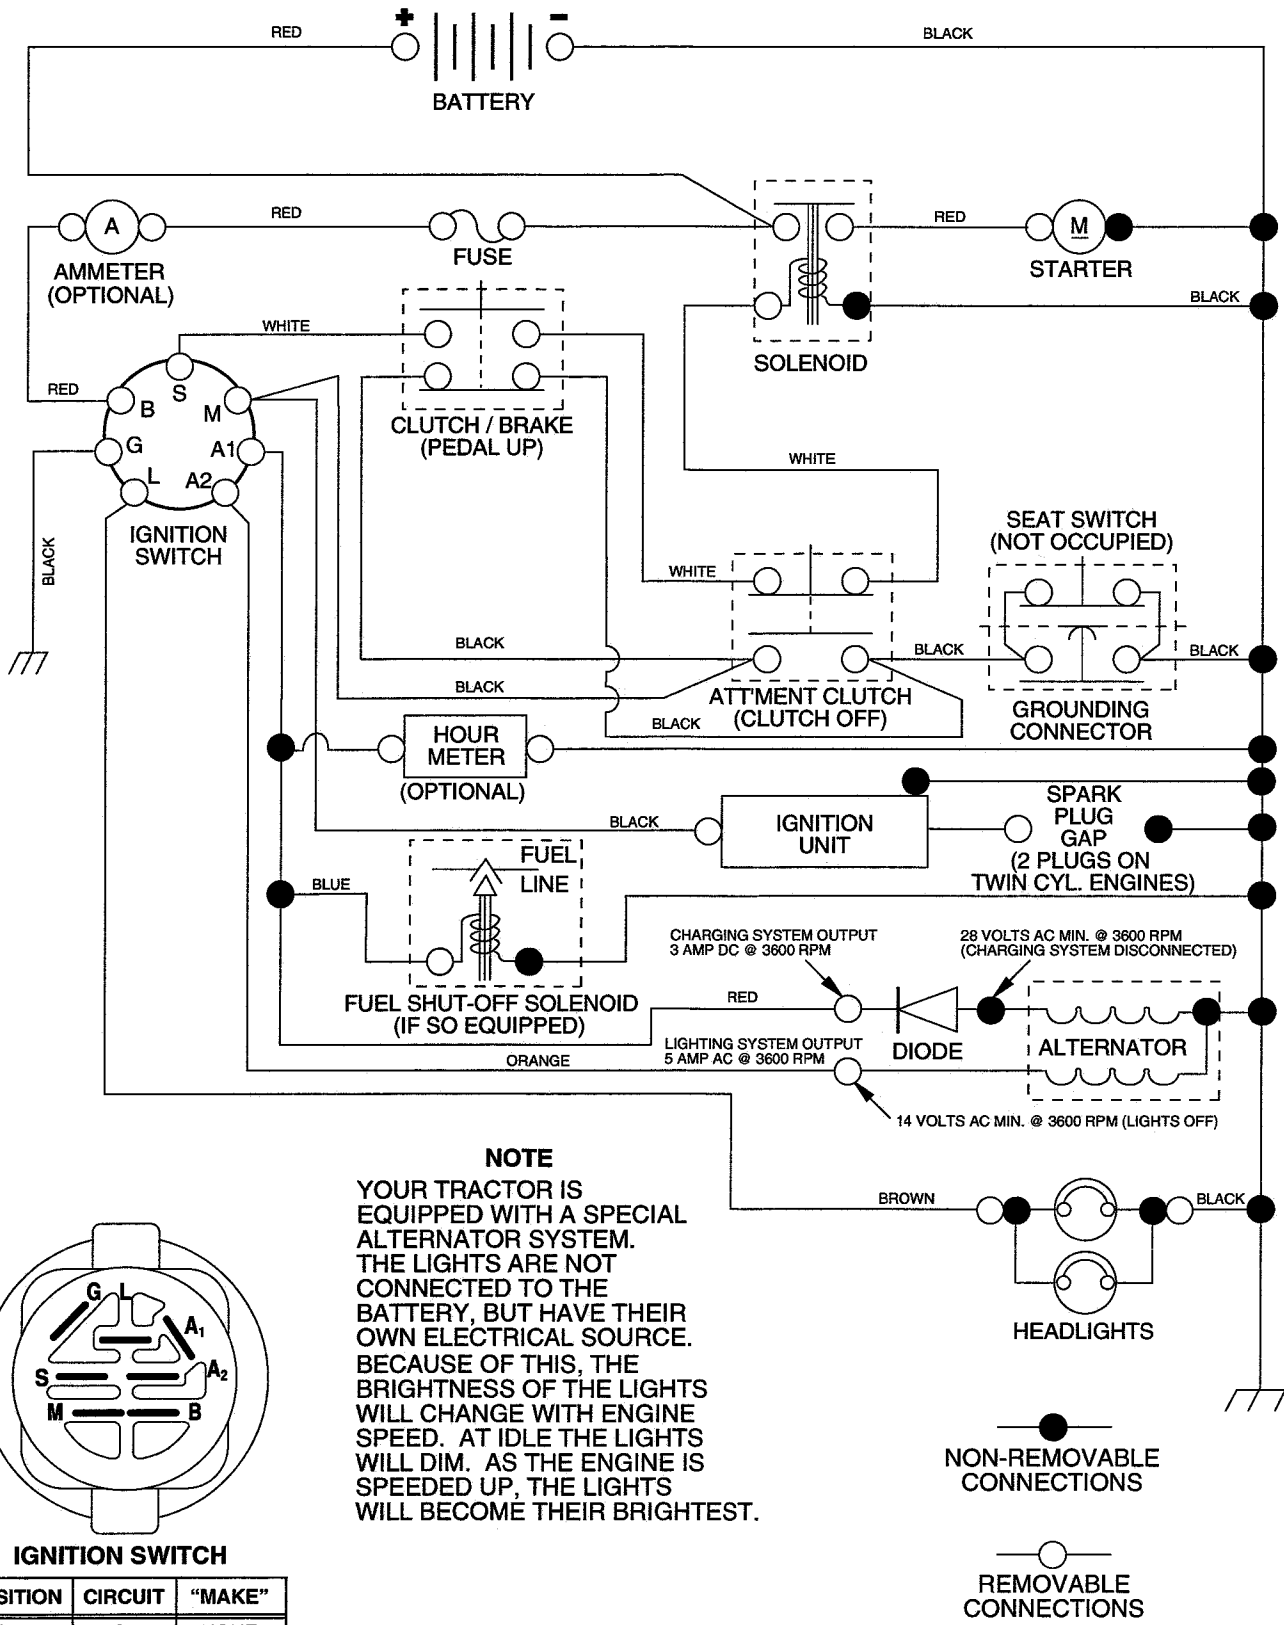 + -
RED
BLACK
BATTERY
A
RED
FUSE
RED
M
STARTER
AMMETER
(OPTIONAL)
BLACK
WHITE
SOLENOID
RED
S
B
M
G
A1
L
A2
CLUTCH / BRAKE
(PEDAL UP)
WHITE
IGNITION
SWITCH
BLACK
SEAT SWITCH
(NOT OCCUPIED)
WHITE
BLACK
BLACK
BLACK
BLACK
ATT'MENT CLUTCH
(CLUTCH OFF)
BLACK
GROUNDING
CONNECTOR
HOUR
METER
(OPTIONAL)
BLACK
IGNITION
UNIT
SPARK
PLUG
GAP
(2 PLUGS ON
TWIN CYL. ENGINES)
FUEL
LINE
BLUE
FUEL SHUT-OFF SOLENOID
(IF SO EQUIPPED)
CHARGING SYSTEM OUTPUT
3 AMP DC @ 3600 RPM
28 VOLTS AC MIN. @ 3600 RPM
(CHARGING SYSTEM DISCONNECTED)
RED
DIODE
ALTERNATOR
LIGHTING SYSTEM OUTPUT
5 AMP AC @ 3600 RPM
ORANGE
14 VOLTS AC MIN. @ 3600 RPM (LIGHTS OFF)
NOTE
YOUR TRACTOR IS
EQUIPPED WITH A SPECIAL
ALTERNATOR SYSTEM.
THE LIGHTS ARE NOT
CONNECTED TO THE
BATTERY, BUT HAVE THEIR
OWN ELECTRICAL SOURCE.
BECAUSE OF THIS, THE
BRIGHTNESS OF THE LIGHTS
WILL CHANGE WITH ENGINE
SPEED. AT IDLE THE LIGHTS
WILL DIM. AS THE ENGINE IS
SPEEDED UP, THE LIGHTS
WILL BECOME THEIR BRIGHTEST.
BROWN
BLACK
HEADLIGHTS
G L
A1
S A2
M B
IGNITION SWITCH
SITION CIRCUIT "MAKE"
NON-REMOVABLE
CONNECTIONS
REMOVABLE
CONNECTIONS